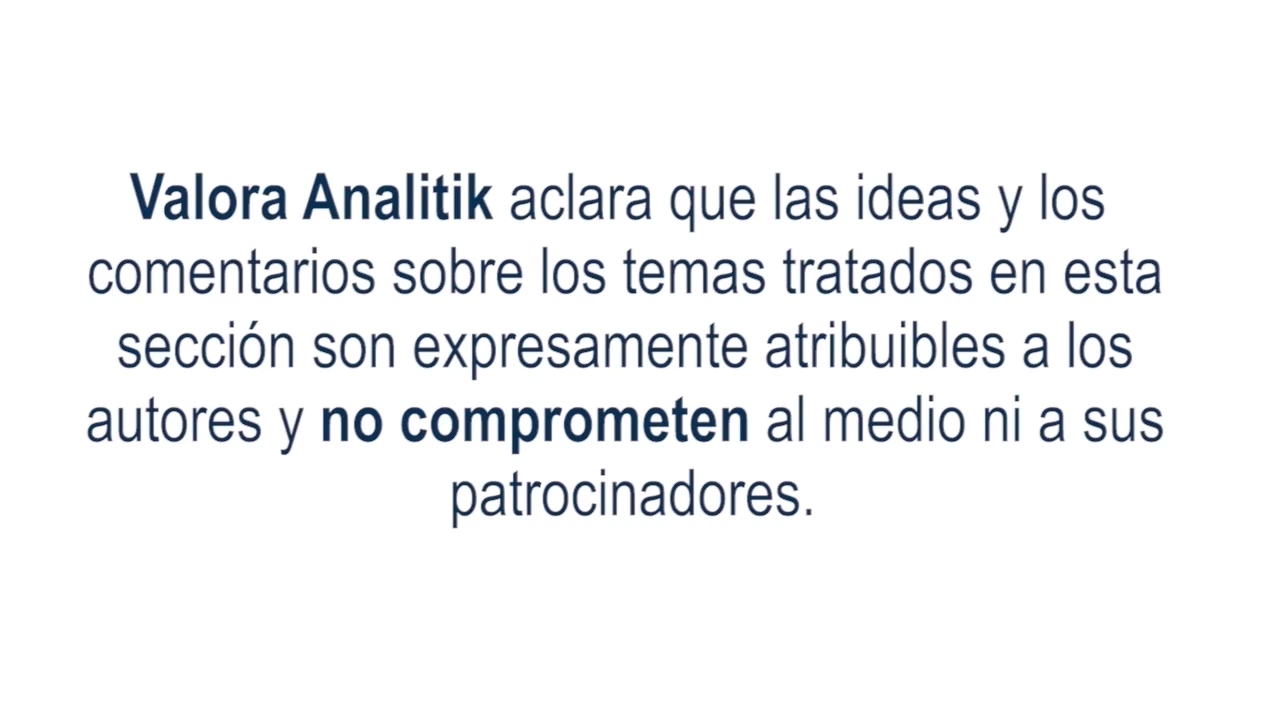 Valora Analitik aclara que las ideas y los
comentarios sobre los temas tratados en esta
sección son expresamente atribuibles a los
autores y no comprometen al medio ni a sus
patrocinadores.